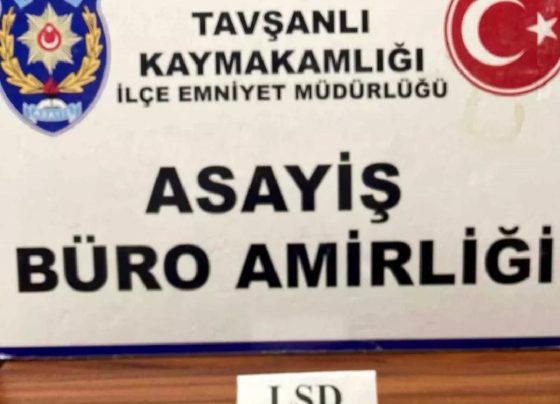 TAVŞANLI
KAYMAKAMLIĞI
İLÇE EMNİYET MÜDÜRLÜĞÜ
ASAYİŞ
BÜRO AMİRLİĞİ
LSD